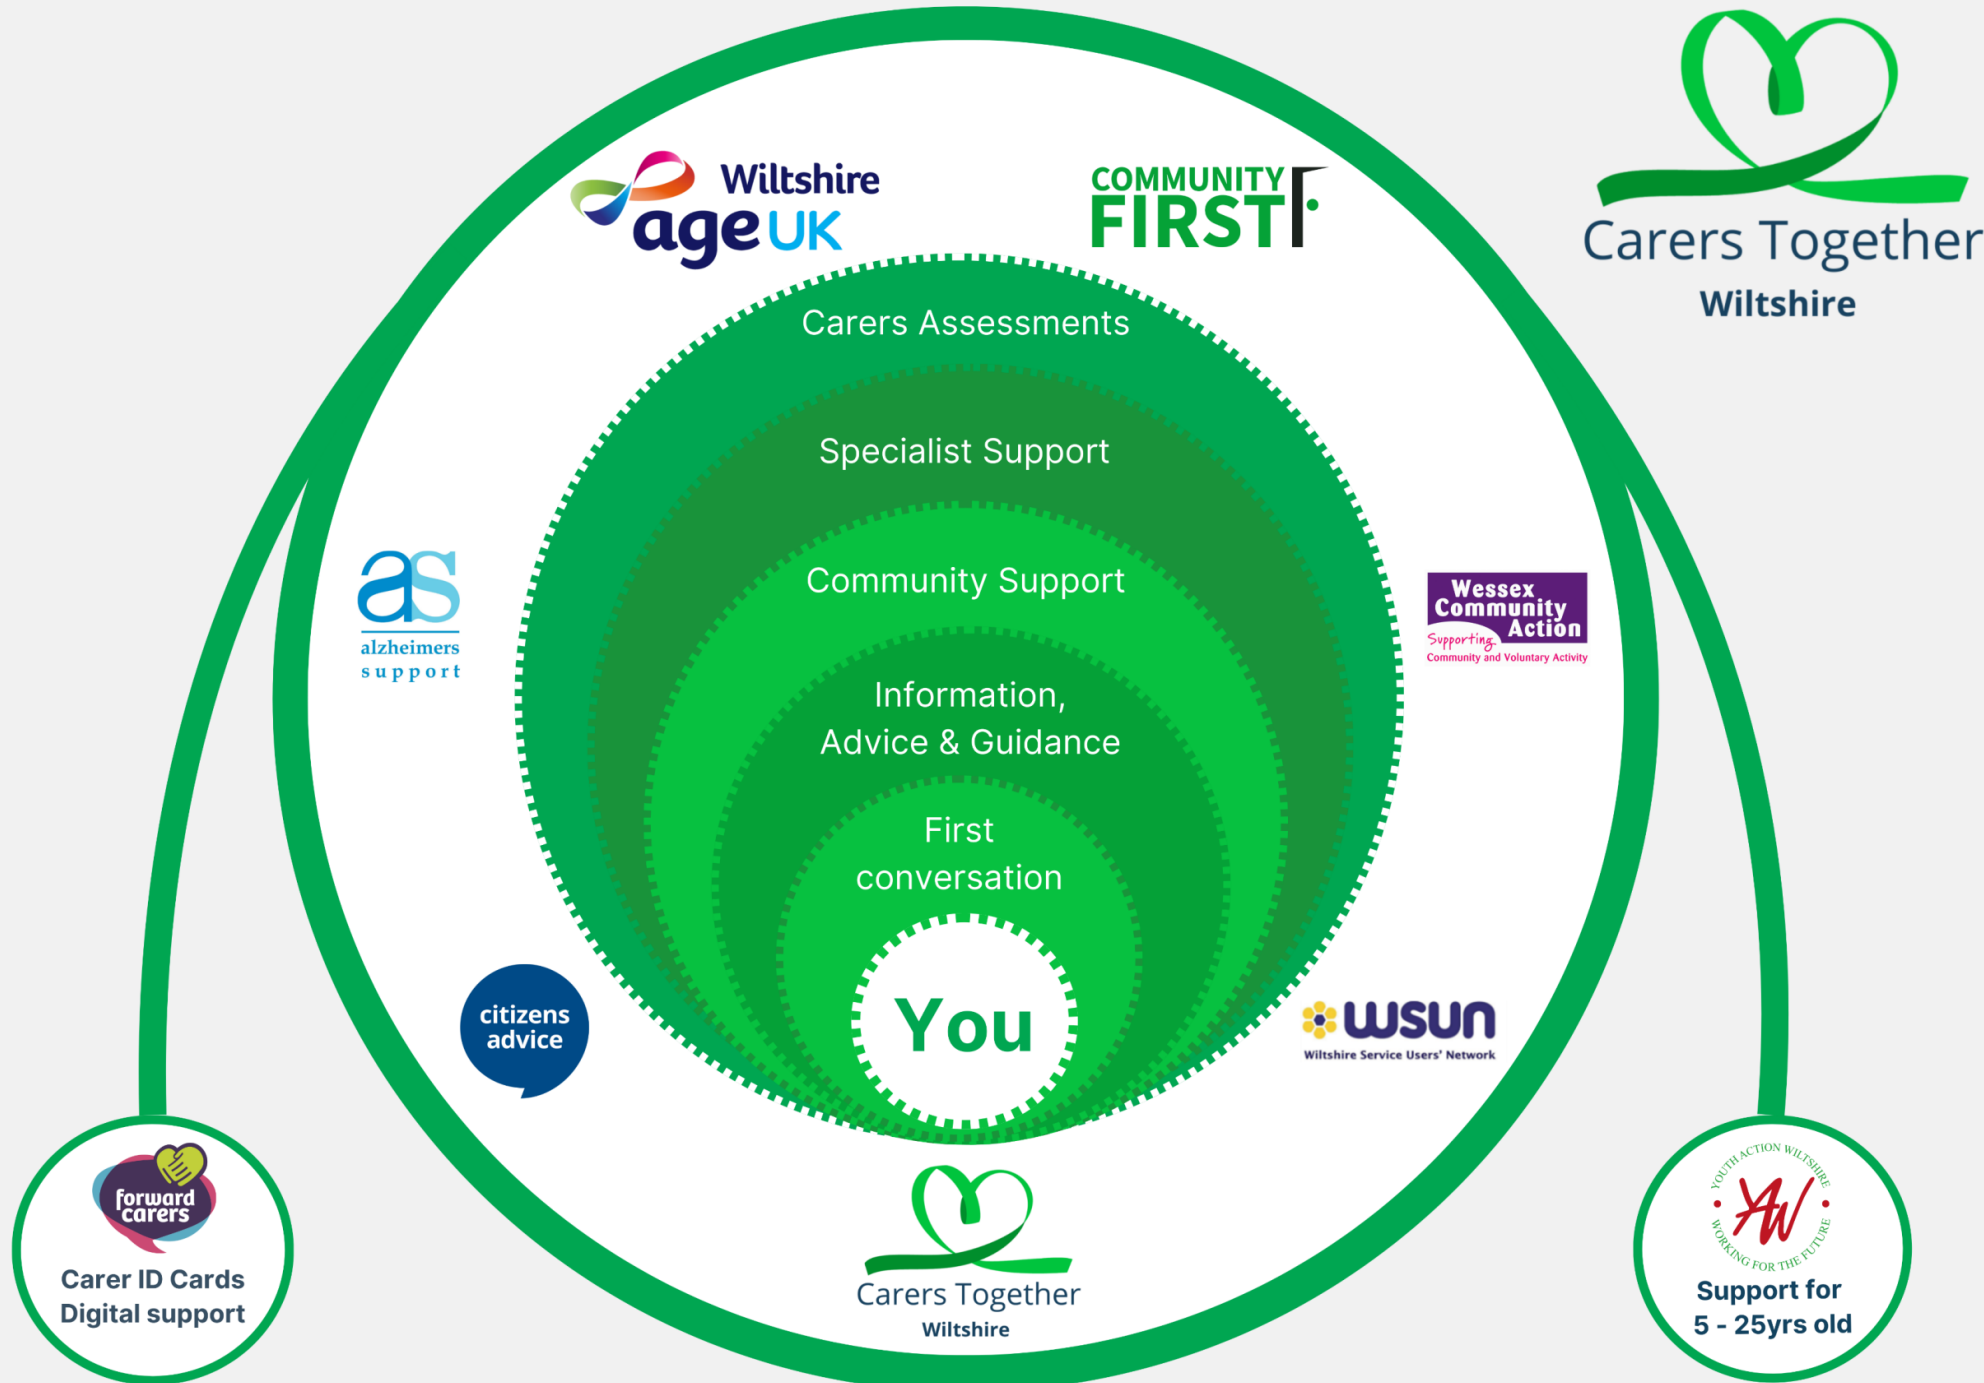 Wiltshire
age UK
COMMUNITY
FIRST
Carers Together
Wiltshire
Carers Assessments
Specialist Support
Community Support
Information,
Advice & Guidance
First
conversation
You
as
alzheimers
support
Wessex
Community
Action
Supporting
Community and Voluntary Activity
citizens
advice
wsun
Wiltshire Service Users' Network
Carers Together
Wiltshire
forward
carers
Carer ID Cards
Digital support
YOUTH ACTION WILTSHIRE
YAW
WORKING FOR THE FUTURE
Support for
5 - 25yrs old